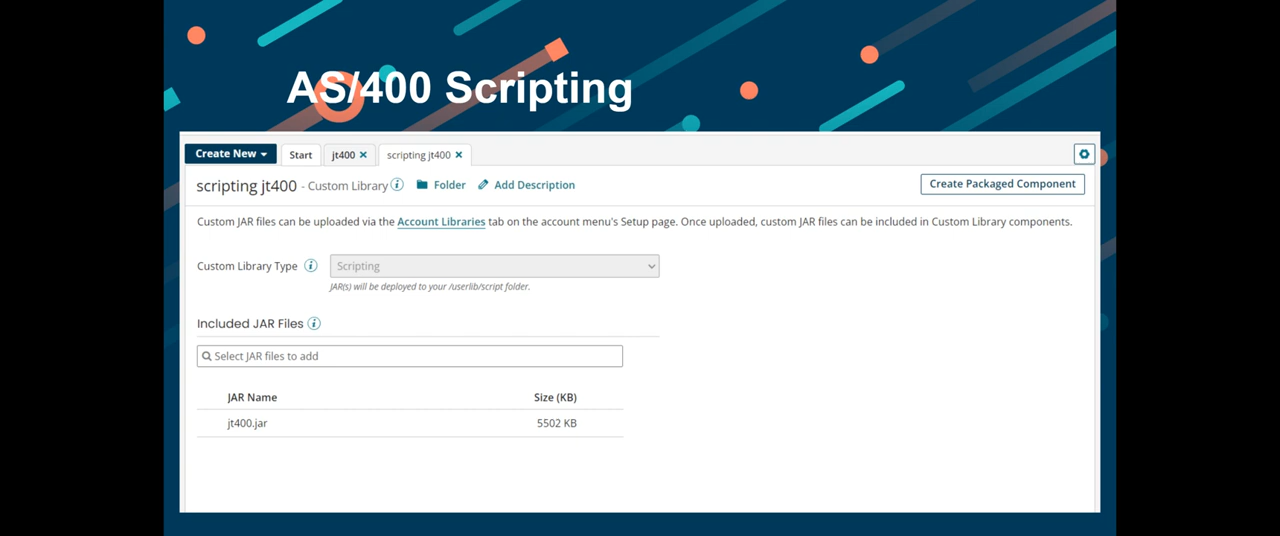 AS/400 Scripting
Create New
Start
jt400
scripting jt400
scripting jt400 - Custom Library
Folder
Add Description
Create Packaged Component
Custom JAR files can be uploaded via the Account Libraries tab on the account menu's Setup page. Once uploaded, custom JAR files can be included in Custom Library components.
Custom Library Type
Scripting
JAR(s) will be deployed to your /userlib/script folder.
Included JAR Files
Select JAR files to add
JAR Name Size (KB)
jt400.jar 5502 KB